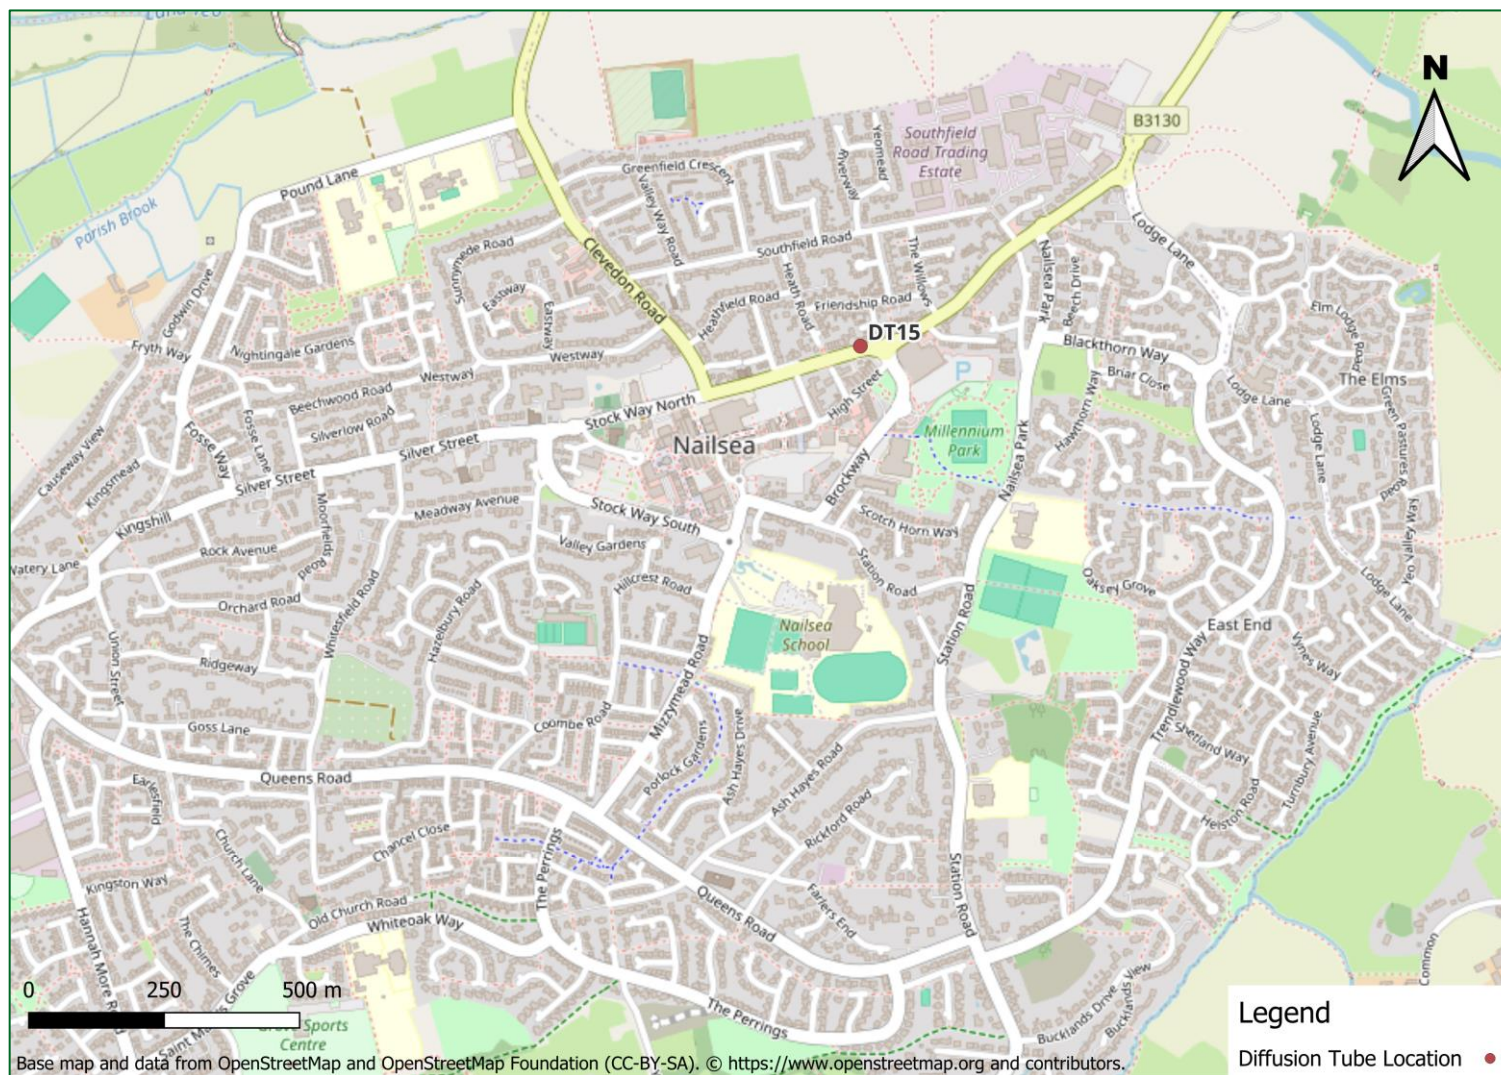 N
B3130
Southfield
Road Trading
Estate
Yeomead
Riverway
Greenfield Crescent
Valley Way Road
Pound Lane
Parish Brook
Clevedon Road
Southfield Road
The Willows
Lodge Lane
Nailsea Park
Beech Drive
Sunnymede Road
Eastway
Eastway
Heathfield Road
Heath Road
Friendship Road
Godwin Drive
Fryth Way
Nightingale Gardens
Westway
Westway
DT15
Blackthorn Way
Briar Close
Elm Lodge Road
The Elms
Lodge Lane
Green Pastures Road
Beechwood Road
Silverlow Road
Stock Way North
High Street
P
Hawthorn Way
Lodge Lane
Nailsea
Millennium
Park
Nailsea Park
Causeway View
Kingsmead
Fosse Way
Fosse Lane
Silver Street
Silver Street
Brockway
Kingshill
Moorfields Road
Meadway Avenue
Stock Way South
Scotch Horn Way
Yeo Valley Way
Watery Lane
Rock Avenue
Valley Gardens
Station Road
Oaksey Grove
Lodge Lane
Orchard Road
Whitesfield Road
Hazelbury Road
Hillcrest Road
Nailsea
School
Station Road
East End
Union Street
Ridgeway
Mizzymead Road
Vynes Way
Trendlewood Way
Goss Lane
Coombe Road
Porlock Gardens
Ash Hayes Drive
Ash Hayes Road
Sherland Way
Turnbury Avenue
Queens Road
Earlesfield
Rickford Road
Helston Road
Church Lane
Chancel Close
The Perrings
Kingston Way
Old Church Road
Whiteoak Way
Queens Road
Farlers End
Station Road
Hannah More Road
The Chimes
Common
The Perrings
Bucklands Drive
Bucklands View
Saint Marys Grove
Grove Sports
Centre
0 250 500 m
Legend
Diffusion Tube Location
Base map and data from OpenStreetMap and OpenStreetMap Foundation (CC-BY-SA). © https://www.openstreetmap.org and contributors.